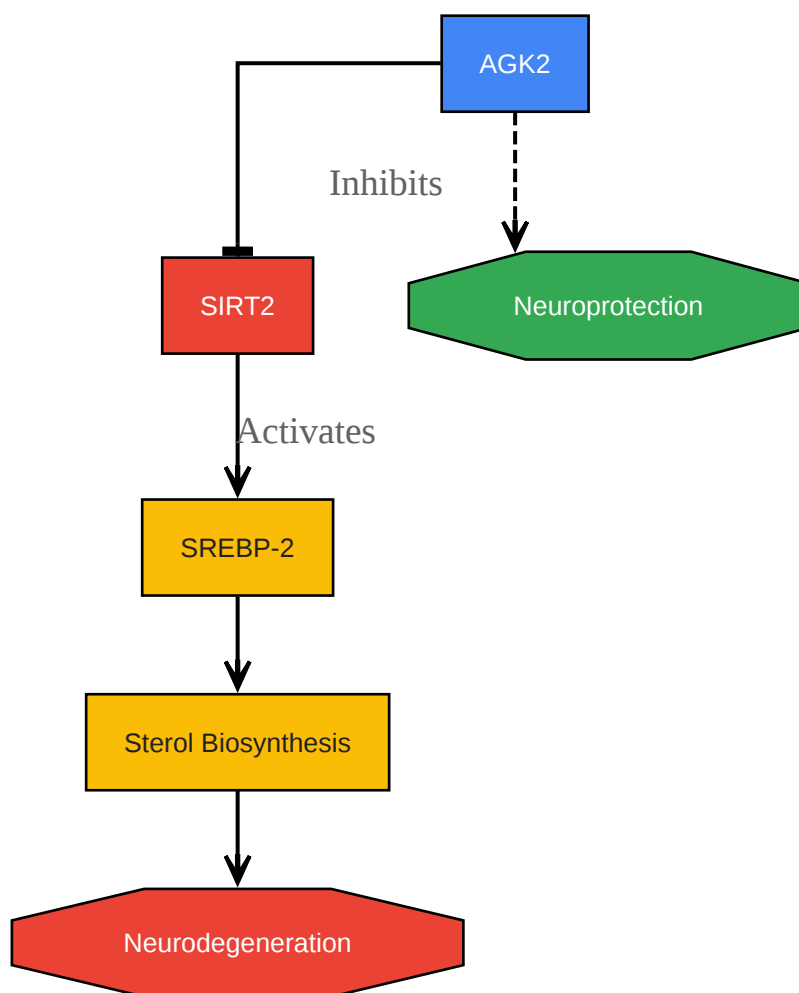 AGK2
Inhibits
SIRT2
Neuroprotection
Activates
SREBP-2
Sterol Biosynthesis
Neurodegeneration